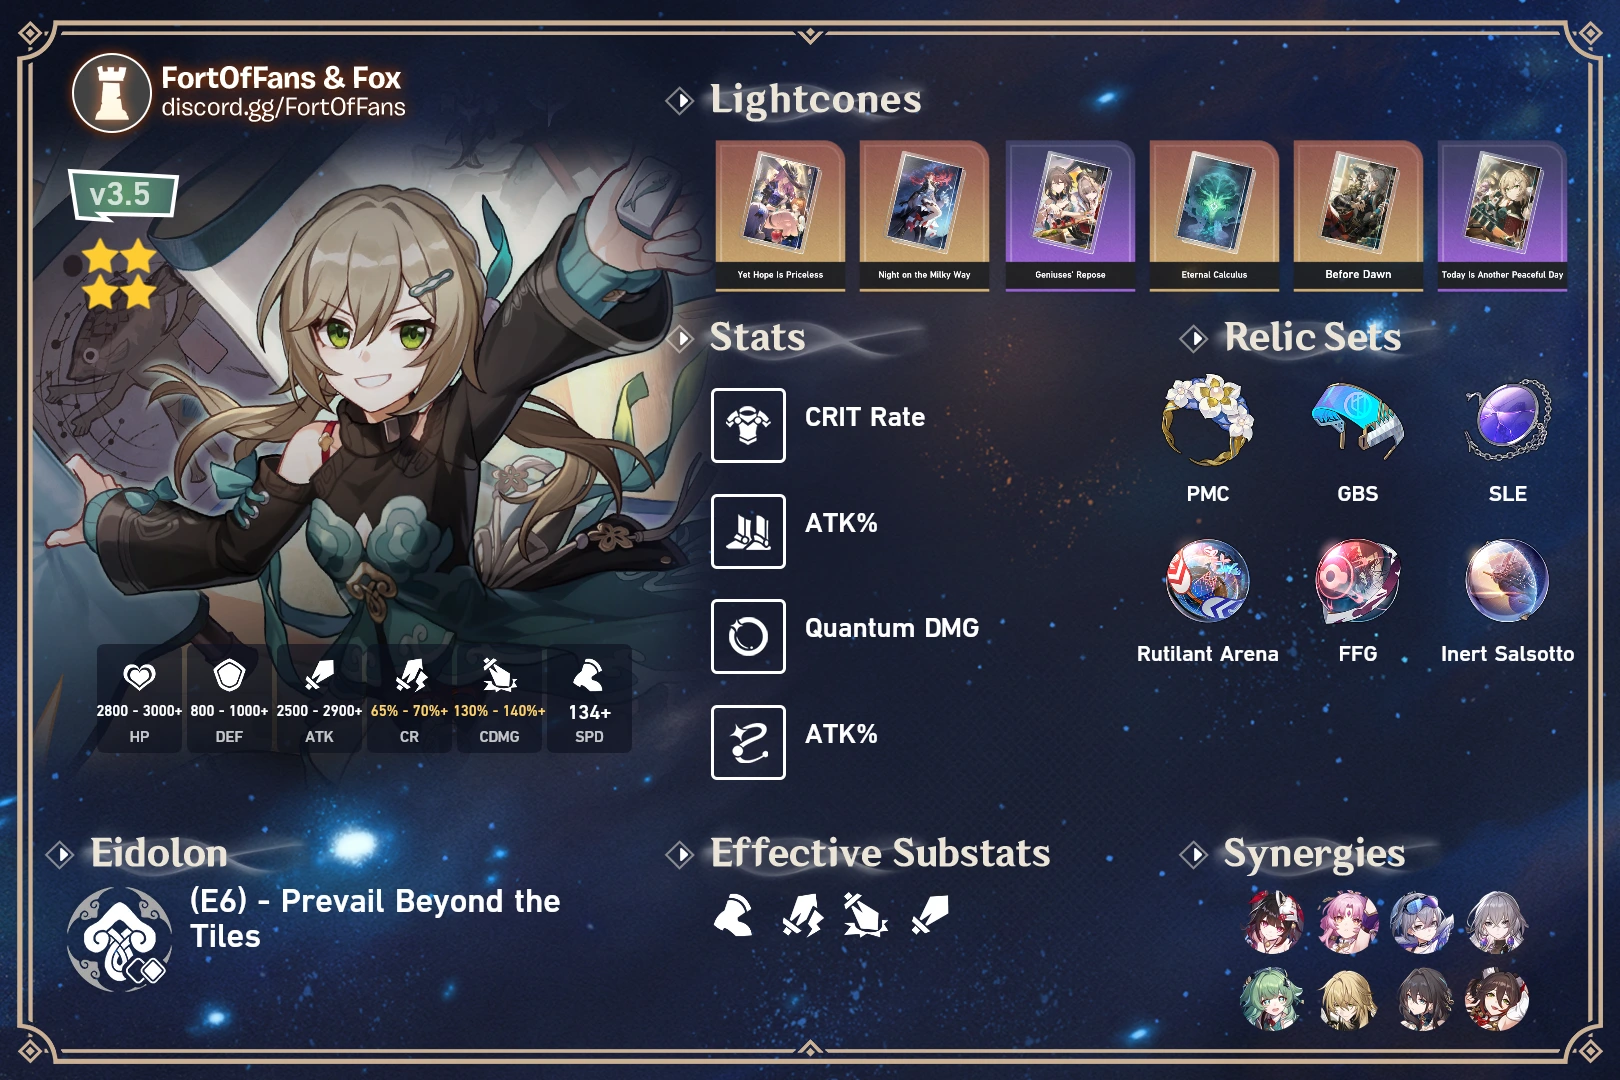 FortOfFans & Fox
discord.gg/FortOfFans
v3.5
Lightcones
Yet Hope Is Priceless
Night on the Milky Way
Geniuses' Repose
Eternal Calculus
Before Dawn
Today Is Another Peaceful Day
Stats
CRIT Rate
ATK%
Quantum DMG
ATK%
Relic Sets
PMC
GBS
SLE
Rutilant Arena
FFG
Inert Salsotto
2800 - 3000+
HP
800 - 1000+
DEF
2500 - 2900+
ATK
65% - 70%+
CR
130% - 140%+
CDMG
134+
SPD
Eidolon
(E6) - Prevail Beyond the
Tiles
Effective Substats
Synergies